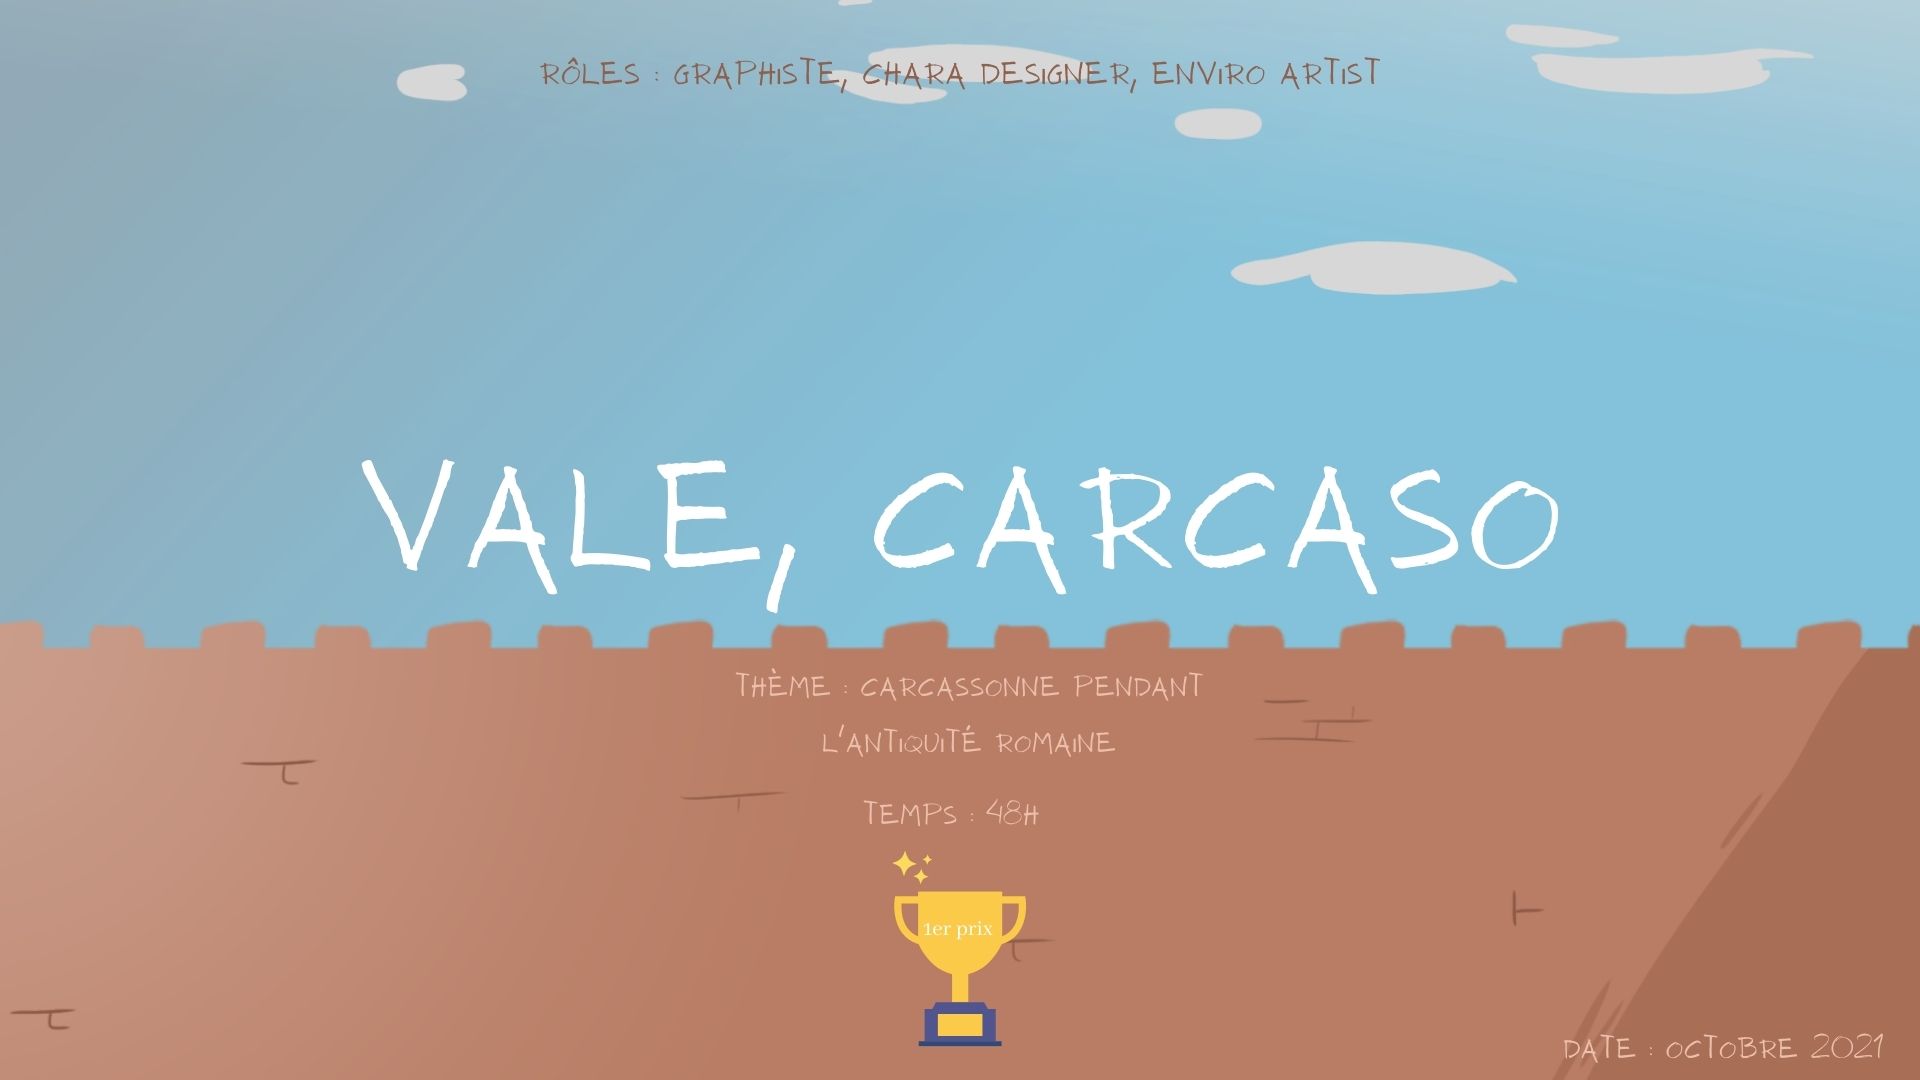 RÔLES : GRAPHISTE, CHARA DESIGNER, ENVIRO ARTIST
VALE, CARCASO
THÈME : CARCASSONNE PENDANT
L'ANTIQUITÉ ROMAINE
TEMPS : 48H
1er prix
DATE : OCTOBRE 2021